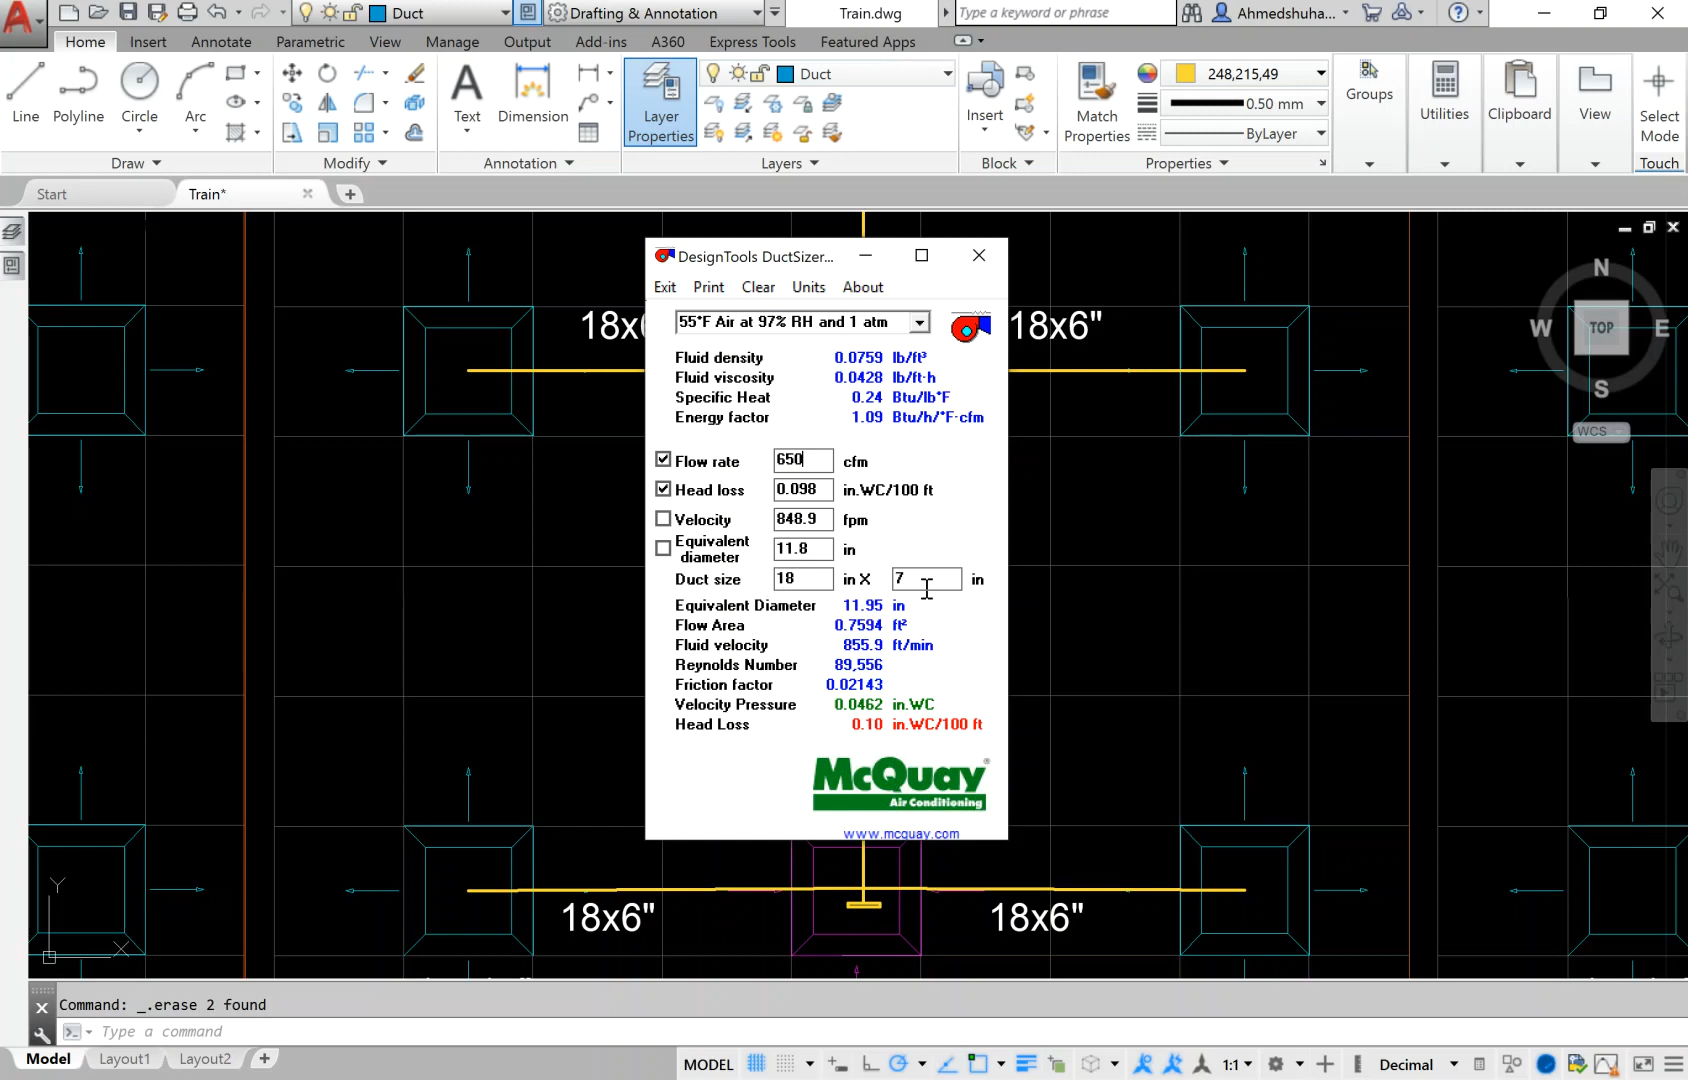 Duct
Drafting & Annotation
Train.dwg
Type a keyword or phrase
Ahmedshuha...
Home Insert Annotate Parametric View Manage Output Add-ins A360 Express Tools Featured Apps
Line Polyline Circle Arc
Text Dimension
Layer Properties
Duct
Insert
Match Properties
248,215,49
0.50 mm
ByLayer
Groups
Utilities
Clipboard
View
Select Mode
Draw Modify Annotation Layers Block Properties Touch
Start Train*
N
W TOP E
S
WCS
DesignTools DuctSizer...
Exit Print Clear Units About
55°F Air at 97% RH and 1 atm
Fluid density 0.0759 lb/ft³
Fluid viscosity 0.0428 lb/ft·h
Specific Heat 0.24 Btu/lb°F
Energy factor 1.09 Btu/h/°F·cfm
Flow rate 650 cfm
Head loss 0.098 in.WC/100 ft
Velocity 848.9 fpm
Equivalent diameter 11.8 in
Duct size 18 in X 7 in
Equivalent Diameter 11.95 in
Flow Area 0.7594 ft²
Fluid velocity 855.9 ft/min
Reynolds Number 89,556
Friction factor 0.02143
Velocity Pressure 0.0462 in.WC
Head Loss 0.10 in.WC/100 ft
McQuay®
Air Conditioning
www.mcquay.com
18x6"
18x6"
18x6"
Y
X
Command: _.erase 2 found
Type a command
Model Layout1 Layout2
MODEL
1:1
Decimal